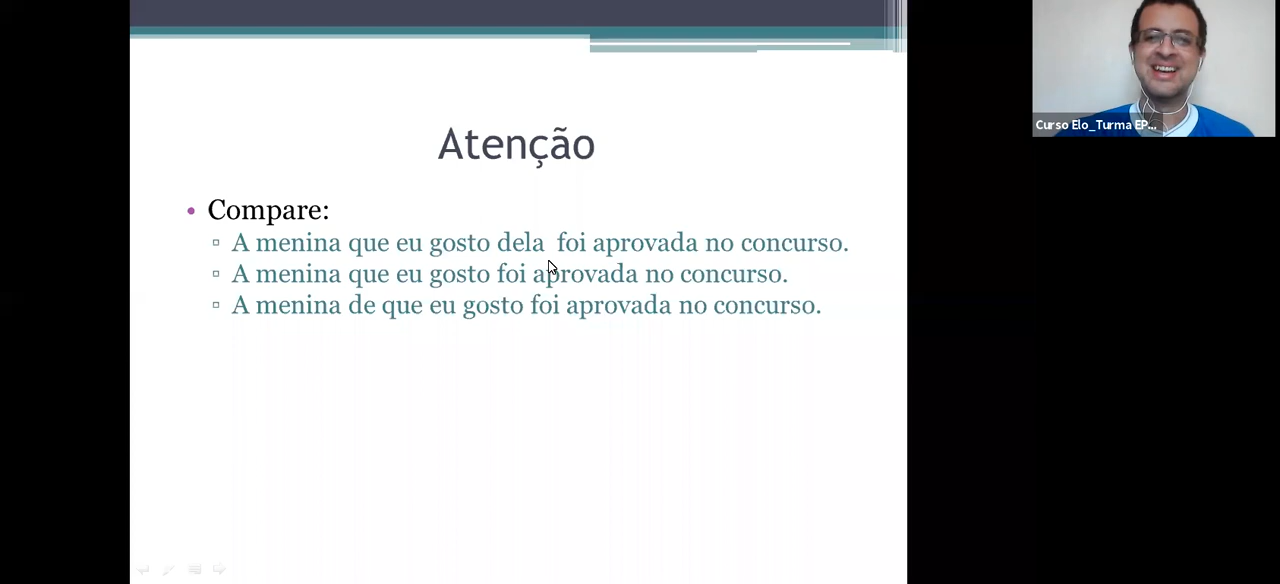 Atenção
• Compare:
▫ A menina que eu gosto dela foi aprovada no concurso.
▫ A menina que eu gosto foi aprovada no concurso.
▫ A menina de que eu gosto foi aprovada no concurso.
Curso Elo_Turma EP...